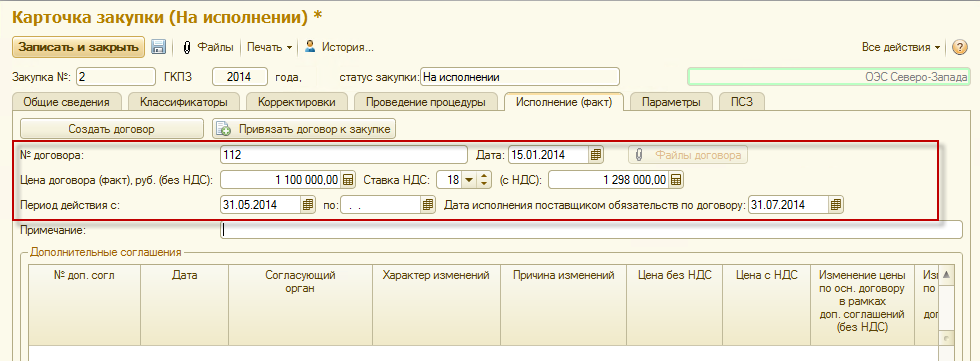 Карточка закупки (На исполнении) *
Записать и закрыть Файлы Печать История... Все действия ?
Закупка №: 2 ГКПЗ 2014 года, статус закупки: На исполнении ОЭС Северо-Запада
Общие сведения Классификаторы Корректировки Проведение процедуры Исполнение (факт) Параметры ПСЗ
Создать договор Привязать договор к закупке
№ договора: 112 Дата: 15.01.2014 Файлы договора
Цена договора (факт), руб. (без НДС): 1 100 000,00 Ставка НДС: 18 (с НДС): 1 298 000,00
Период действия с: 31.05.2014 по: . . Дата исполнения поставщиком обязательств по договору: 31.07.2014
Примечание:
Дополнительные соглашения
№ доп. согл Дата Согласующий орган Характер изменений Причина изменений Цена без НДС Цена с НДС Изменение цены по осн. договору в рамках доп. соглашений (без НДС)